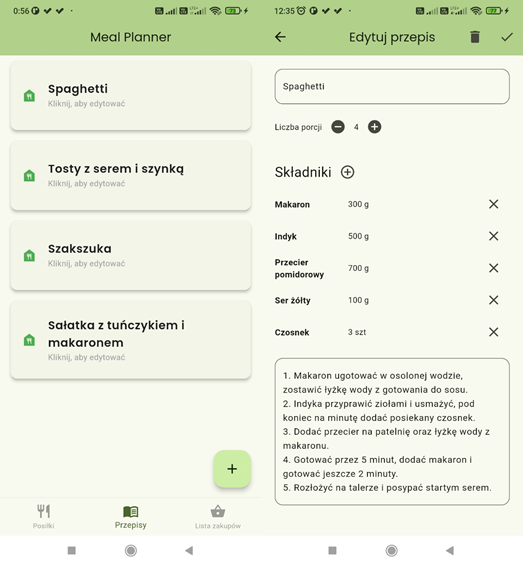 0:56
73
Meal Planner
Spaghetti
Kliknij, aby edytować
Tosty z serem i szynką
Kliknij, aby edytować
Szakszuka
Kliknij, aby edytować
Sałatka z tuńczykiem i
makaronem
Kliknij, aby edytować
+
Posiłki
Przepisy
Lista zakupów
12:35
77
Edytuj przepis
Spaghetti
Liczba porcji
4
Składniki
Makaron 300 g
Indyk 500 g
Przecier
pomidorowy 700 g
Ser żółty 100 g
Czosnek 3 szt
1. Makaron ugotować w osolonej wodzie,
zostawić łyżkę wody z gotowania do sosu.
2. Indyka przyprawić ziołami i usmażyć, pod
koniec na minutę dodać posiekany czosnek.
3. Dodać przecier na patelnię oraz łyżkę wody z
makaronu.
4. Gotować przez 5 minut, dodać makaron i
gotować jeszcze 2 minuty.
5. Rozłożyć na talerze i posypać startym serem.